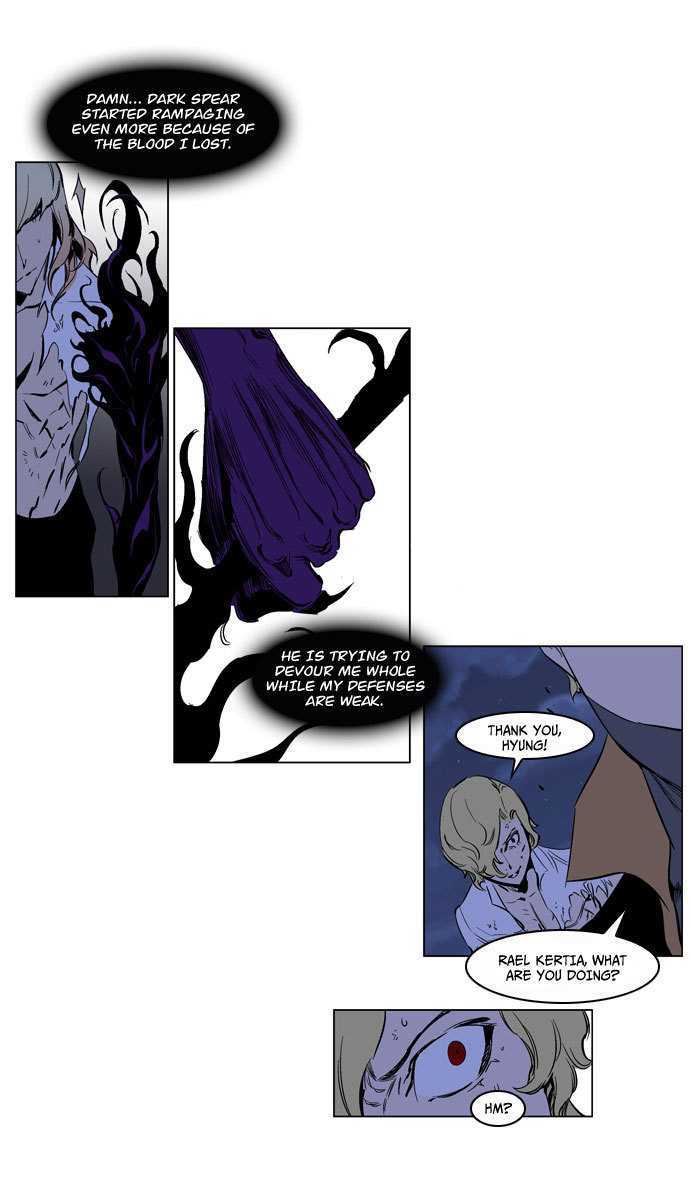 DAMN... DARK SPEAR
STARTED RAMPAGING
EVEN MORE BECAUSE OF
THE BLOOD I LOST.
HE IS TRYING TO
DEVOUR ME WHOLE
WHILE MY DEFENSES
ARE WEAK.
THANK YOU,
HYUNG!
RAEL KERTIA, WHAT
ARE YOU DOING?
HM?